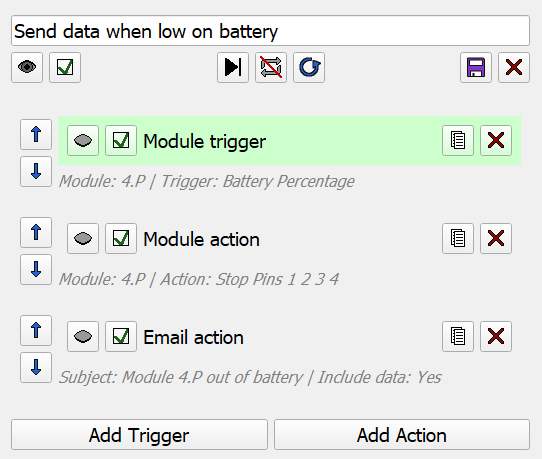 Send data when low on battery
Module trigger
Module: 4.P | Trigger: Battery Percentage
Module action
Module: 4.P | Action: Stop Pins 1 2 3 4
Email action
Subject: Module 4.P out of battery | Include data: Yes
Add Trigger
Add Action